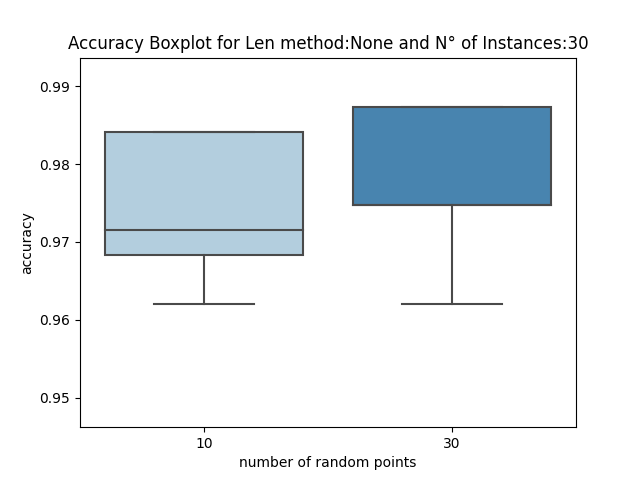 Accuracy Boxplot for Len method:None and N° of Instances:30
0.99
0.98
0.97
0.96
0.95
accuracy
10 30
number of random points